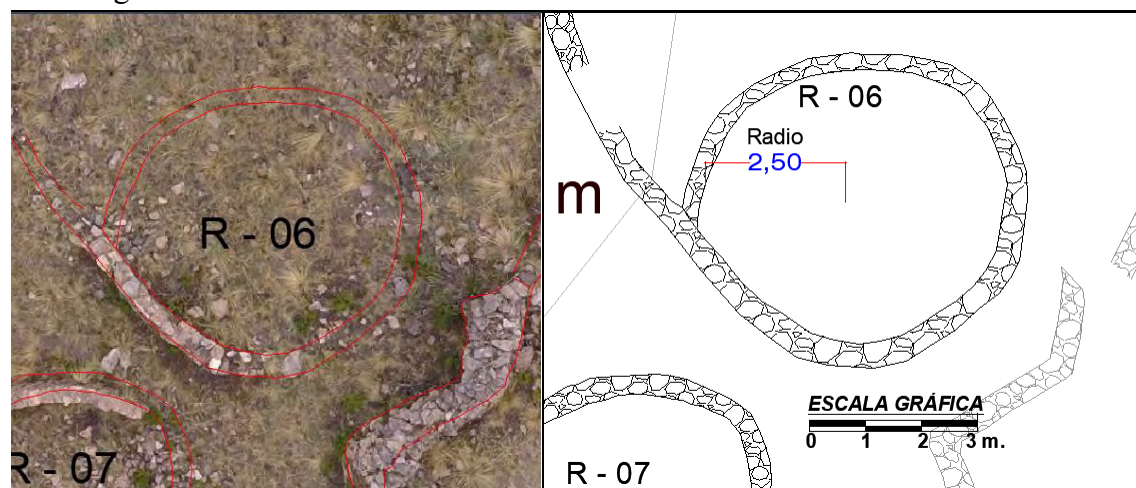 R - 06
R - 07
R - 06
Radio
2,50
m
ESCALA GRÁFICA
0 1 2 3 m.
R - 07